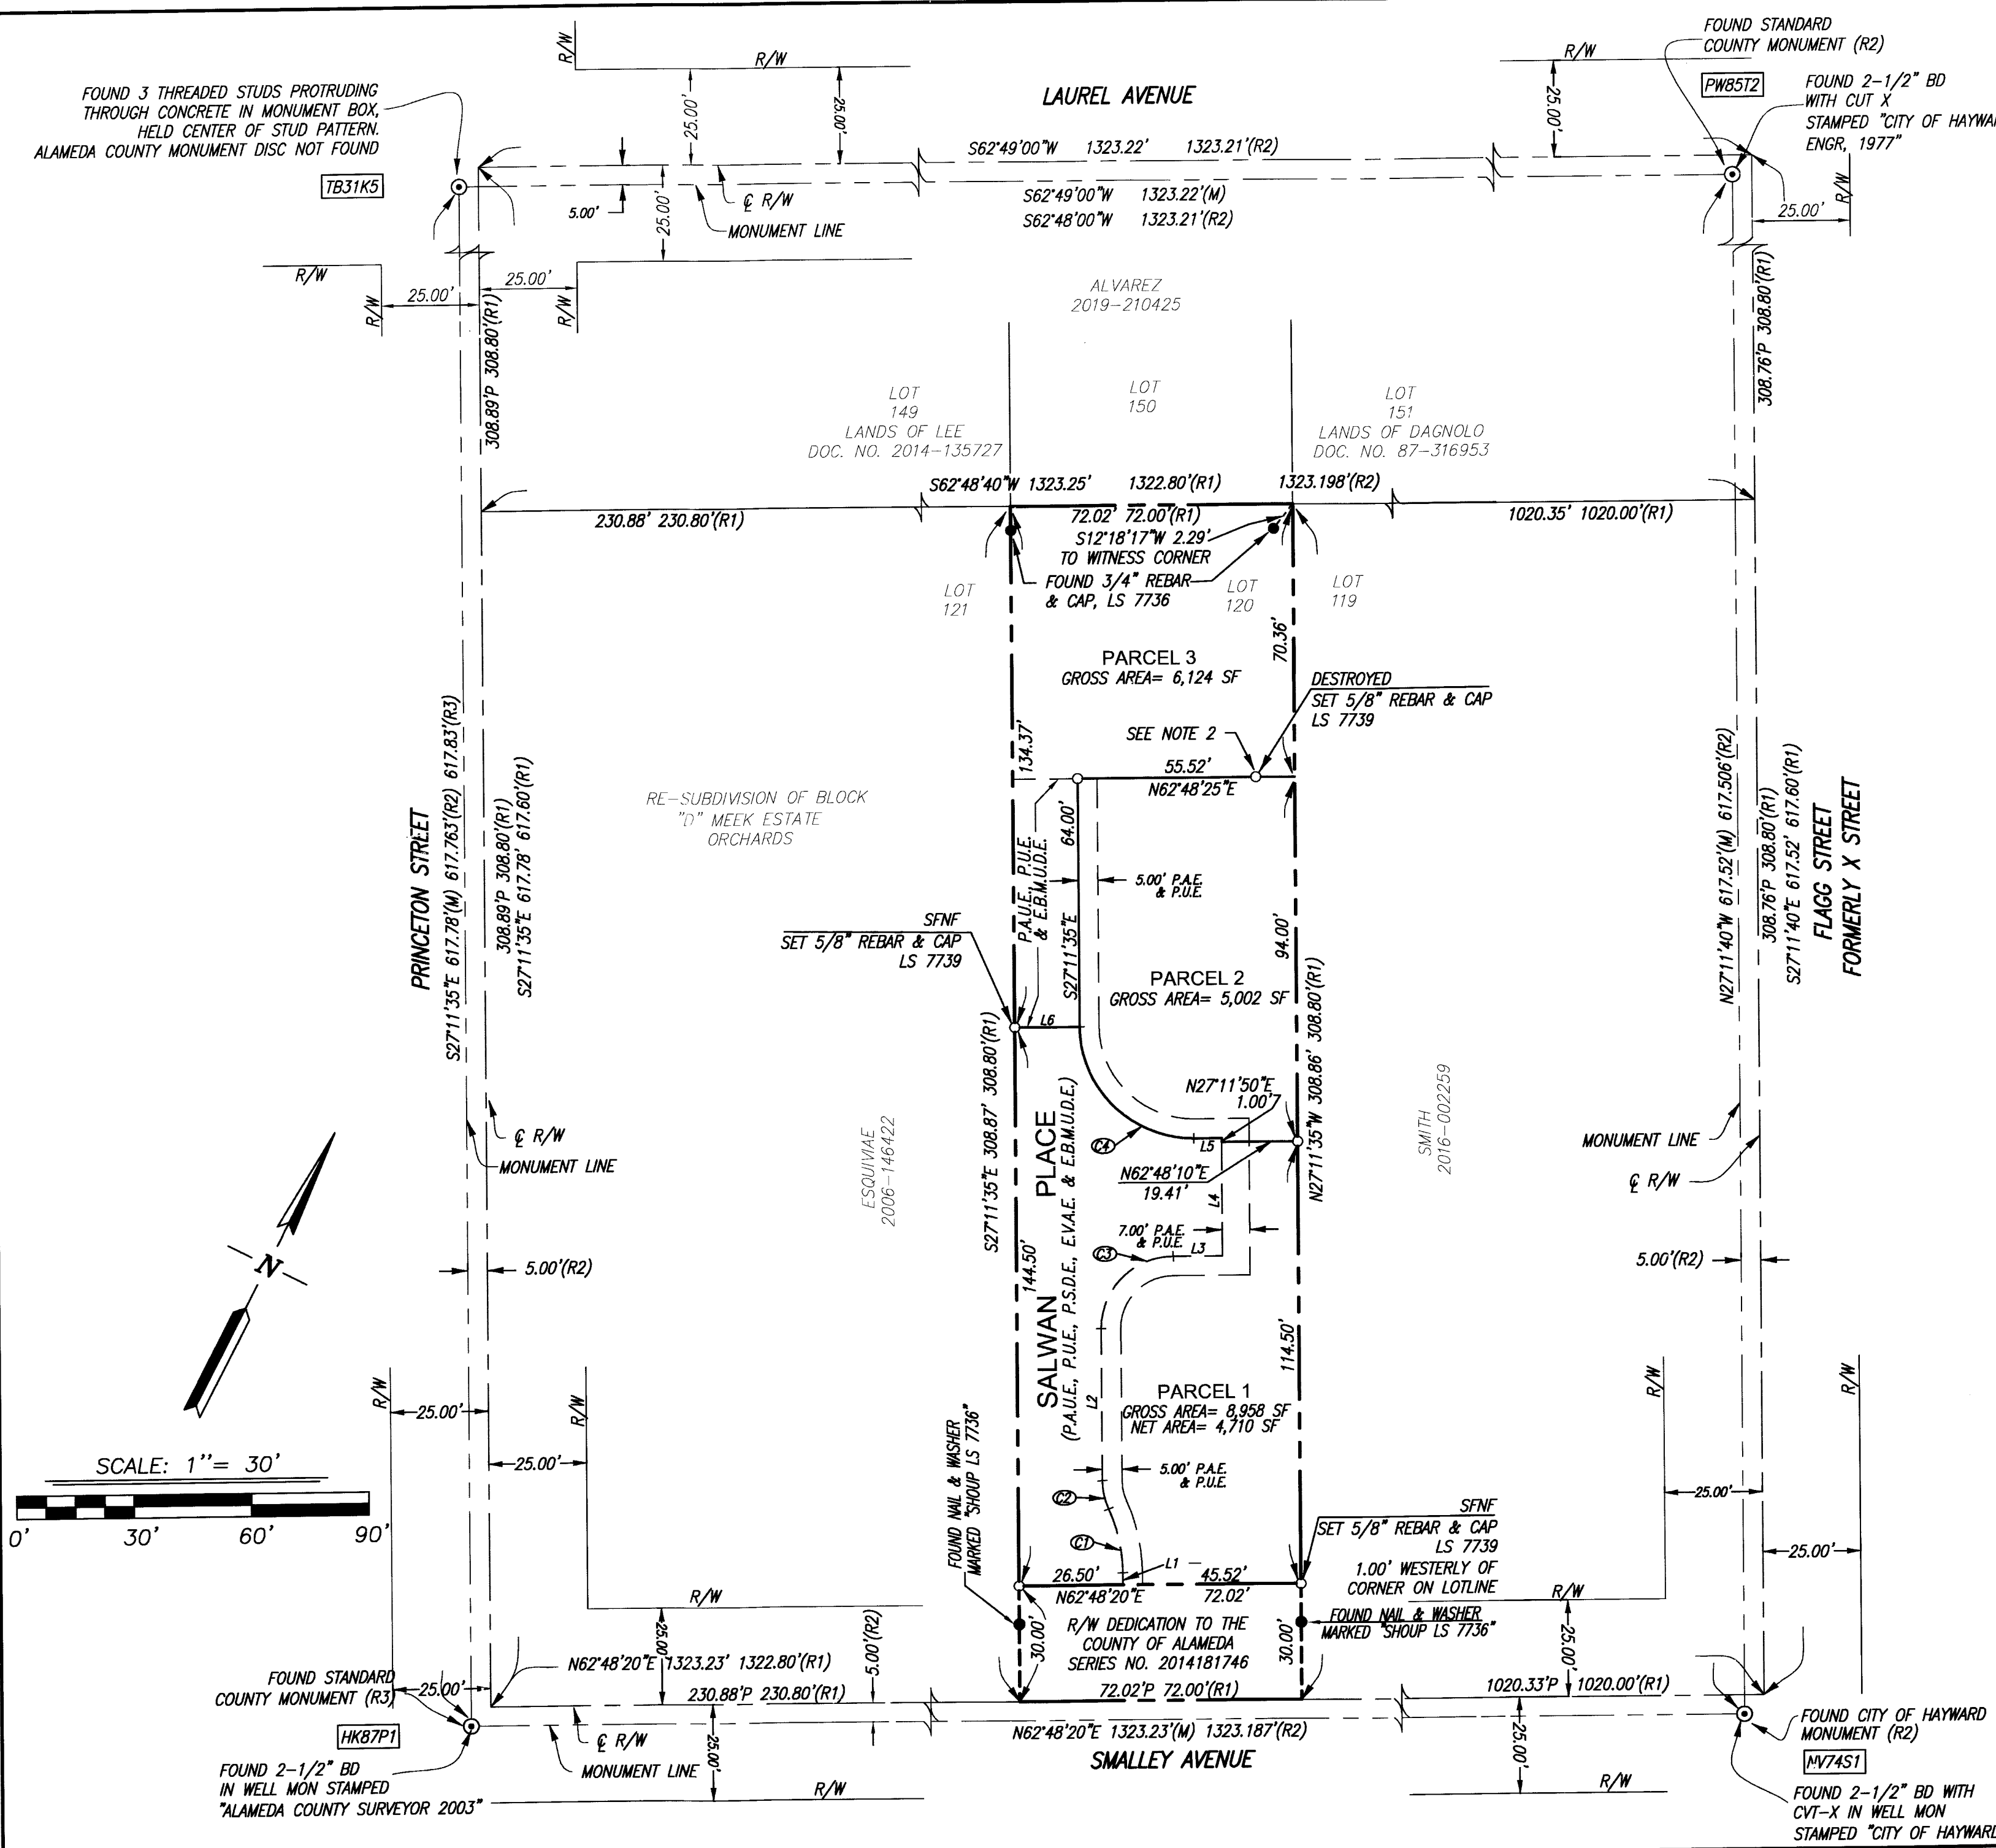 FOUND 3 THREADED STUDS PROTRUDING
THROUGH CONCRETE IN MONUMENT BOX,
HELD CENTER OF STUD PATTERN.
ALAMEDA COUNTY MONUMENT DISC NOT FOUND
TB31K5
R/W
R/W
25.00'
25.00'
LAUREL AVENUE
R/W
25.00'
FOUND STANDARD
COUNTY MONUMENT (R2)
PW85T2
FOUND 2-1/2" BD
WITH CUT X
STAMPED "CITY OF HAYWAR
ENGR, 1977"
S62°49'00"W 1323.22' 1323.21'(R2)
S62°49'00"W 1323.22'(M)
S62°48'00"W 1323.21'(R2)
5.00'
℄ R/W
25.00'
MONUMENT LINE
R/W
25.00'
R/W
R/W
25.00'
R/W
25.00'
R/W
308.89'P 308.80'(R1)
308.76'P 308.80'(R1)
ALVAREZ
2019-210425
LOT
149
LANDS OF LEE
DOC. NO. 2014-135727
LOT
150
LOT
151
LANDS OF DAGNOLO
DOC. NO. 87-316953
S62°48'40"W 1323.25' 1322.80'(R1) 1323.198'(R2)
230.88' 230.80'(R1)
72.02' 72.00'(R1)
1020.35' 1020.00'(R1)
S12°18'17"W 2.29'
TO WITNESS CORNER
FOUND 3/4" REBAR
& CAP, LS 7736
LOT
121
LOT
120
LOT
119
70.36'
PARCEL 3
GROSS AREA= 6,124 SF
DESTROYED
SET 5/8" REBAR & CAP
LS 7739
SEE NOTE 2
134.37'
55.52'
N62°48'25"E
RE-SUBDIVISION OF BLOCK
"D" MEEK ESTATE
ORCHARDS
PRINCETON STREET
S27°11'35"E 617.78'(M) 617.763'(R2) 617.83'(R3)
308.89'P 308.80'(R1)
S27°11'35"E 617.78' 617.60'(R1)
P.A.U.E., P.U.E.
& E.B.M.U.D.E.
64.00'
S27°11'35"E
5.00' P.A.E.
& P.U.E.
94.00'
N27°11'40"W 617.52'(M) 617.506'(R2)
308.76'P 308.80'(R1)
S27°11'40"E 617.52' 617.60'(R1)
FLAGG STREET
FORMERLY X STREET
SFNF
SET 5/8" REBAR & CAP
LS 7739
PARCEL 2
GROSS AREA= 5,002 SF
L6
S27°11'35"E 308.87' 308.80'(R1)
N27°11'35"W 308.86' 308.80'(R1)
N27°11'50"E
1.00'
C4
L5
N62°48'10"E
19.41'
L4
7.00' P.A.E.
& P.U.E.
C3
L3
℄ R/W
MONUMENT LINE
ESQUIVIAE
2006-146422
SMITH
2016-002259
MONUMENT LINE
℄ R/W
N
5.00'(R2)
5.00'(R2)
144.50'
SALWAN PLACE
(P.A.U.E., P.U.E., P.S.D.E., E.V.A.E. & E.B.M.U.D.E.)
114.50'
L2
PARCEL 1
GROSS AREA= 8,958 SF
NET AREA= 4,710 SF
5.00' P.A.E.
& P.U.E.
C2
C1
L1
R/W
25.00'
R/W
25.00'
SCALE: 1"= 30'
0' 30' 60' 90'
FOUND NAIL & WASHER
MARKED "SHOUP LS 7736"
26.50'
45.52'
N62°48'20"E
72.02'
SFNF
SET 5/8" REBAR & CAP
LS 7739
1.00' WESTERLY OF
CORNER ON LOTLINE
R/W
R/W
25.00'
25.00'
R/W
R/W
25.00'
5.00'(R2)
30.00'
R/W DEDICATION TO THE
COUNTY OF ALAMEDA
SERIES NO. 2014181746
30.00'
FOUND NAIL & WASHER
MARKED "SHOUP LS 7736"
25.00'
FOUND STANDARD
COUNTY MONUMENT (R3)
25.00'
N62°48'20"E 1323.23' 1322.80'(R1)
230.88'P 230.80'(R1)
72.02'P 72.00'(R1)
1020.33'P 1020.00'(R1)
HK87P1
℄ R/W
25.00'
N62°48'20"E 1323.23'(M) 1323.187'(R2)
25.00'
FOUND CITY OF HAYWARD
MONUMENT (R2)
NV74S1
FOUND 2-1/2" BD
IN WELL MON STAMPED
"ALAMEDA COUNTY SURVEYOR 2003"
MONUMENT LINE
R/W
SMALLEY AVENUE
R/W
FOUND 2-1/2" BD WITH
CVT-X IN WELL MON
STAMPED "CITY OF HAYWARD